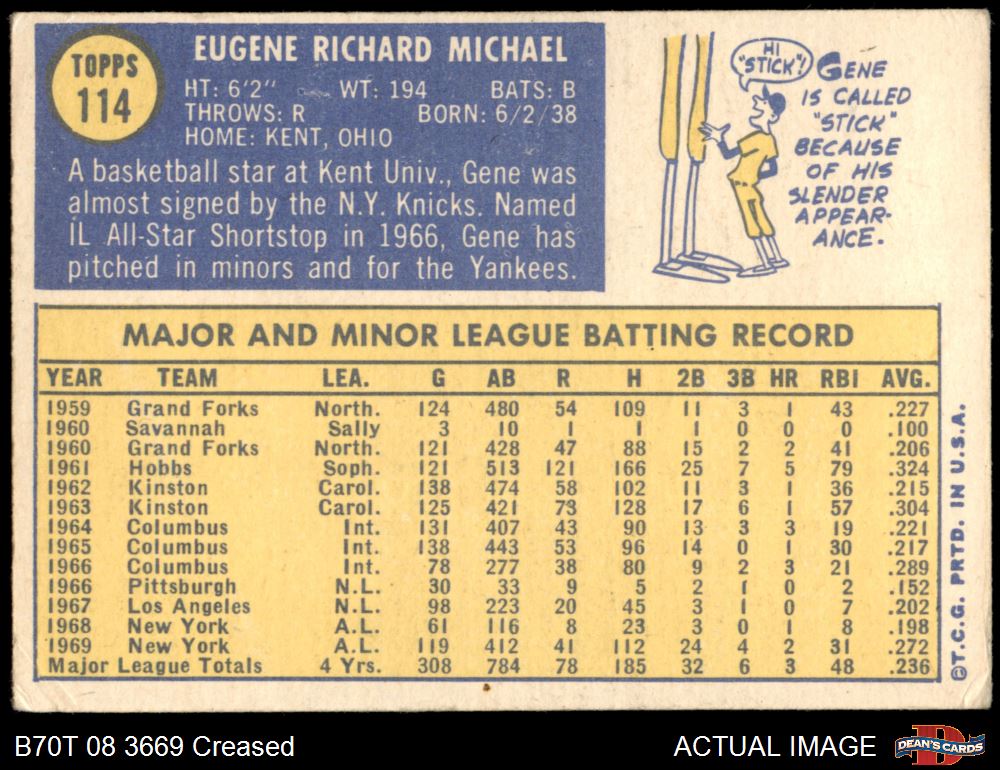 TOPPS
114
EUGENE RICHARD MICHAEL
HT: 6'2" WT: 194 BATS: B
THROWS: R BORN: 6/2/38
HOME: KENT, OHIO
A basketball star at Kent Univ., Gene was
almost signed by the N.Y. Knicks. Named
IL All-Star Shortstop in 1966, Gene has
pitched in minors and for the Yankees.
HI
"STICK"!
GENE
IS CALLED
"STICK"
BECAUSE
OF HIS
SLENDER
APPEAR-
ANCE.
MAJOR AND MINOR LEAGUE BATTING RECORD
YEAR TEAM LEA. G AB R H 2B 3B HR RBI AVG.
1959 Grand Forks North. 124 480 54 109 11 3 1 43 .227
1960 Savannah Sally 3 10 1 1 1 0 0 0 .100
1960 Grand Forks North. 121 428 47 88 15 2 2 41 .206
1961 Hobbs Soph. 121 513 121 166 25 7 5 79 .324
1962 Kinston Carol. 138 474 58 102 11 3 1 36 .215
1963 Kinston Carol. 125 421 73 128 17 6 1 57 .304
1964 Columbus Int. 131 407 43 90 13 3 3 19 .221
1965 Columbus Int. 138 443 53 96 14 0 1 30 .217
1966 Columbus Int. 78 277 38 80 9 2 3 21 .289
1966 Pittsburgh N.L. 30 33 9 5 2 1 0 2 .152
1967 Los Angeles N.L. 98 223 20 45 3 1 0 7 .202
1968 New York A.L. 61 116 8 23 3 0 1 8 .198
1969 New York A.L. 119 412 41 112 24 4 2 31 .272
Major League Totals 4 Yrs. 308 784 78 185 32 6 3 48 .236
©T.C.G. PRTD. IN U.S.A.
B70T 08 3669 Creased
ACTUAL IMAGE
DEAN'S CARDS